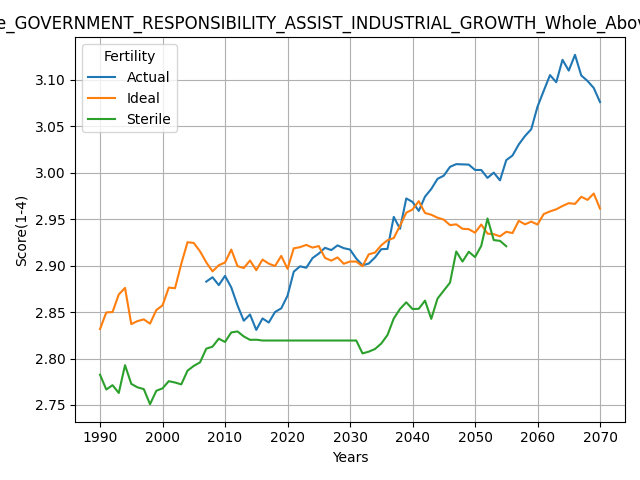 e_GOVERNMENT_RESPONSIBILITY_ASSIST_INDUSTRIAL_GROWTH_Whole_Abov
Fertility
Actual
Ideal
Sterile
Score(1-4)
3.10
3.05
3.00
2.95
2.90
2.85
2.80
2.75
1990 2000 2010 2020 2030 2040 2050 2060 2070
Years